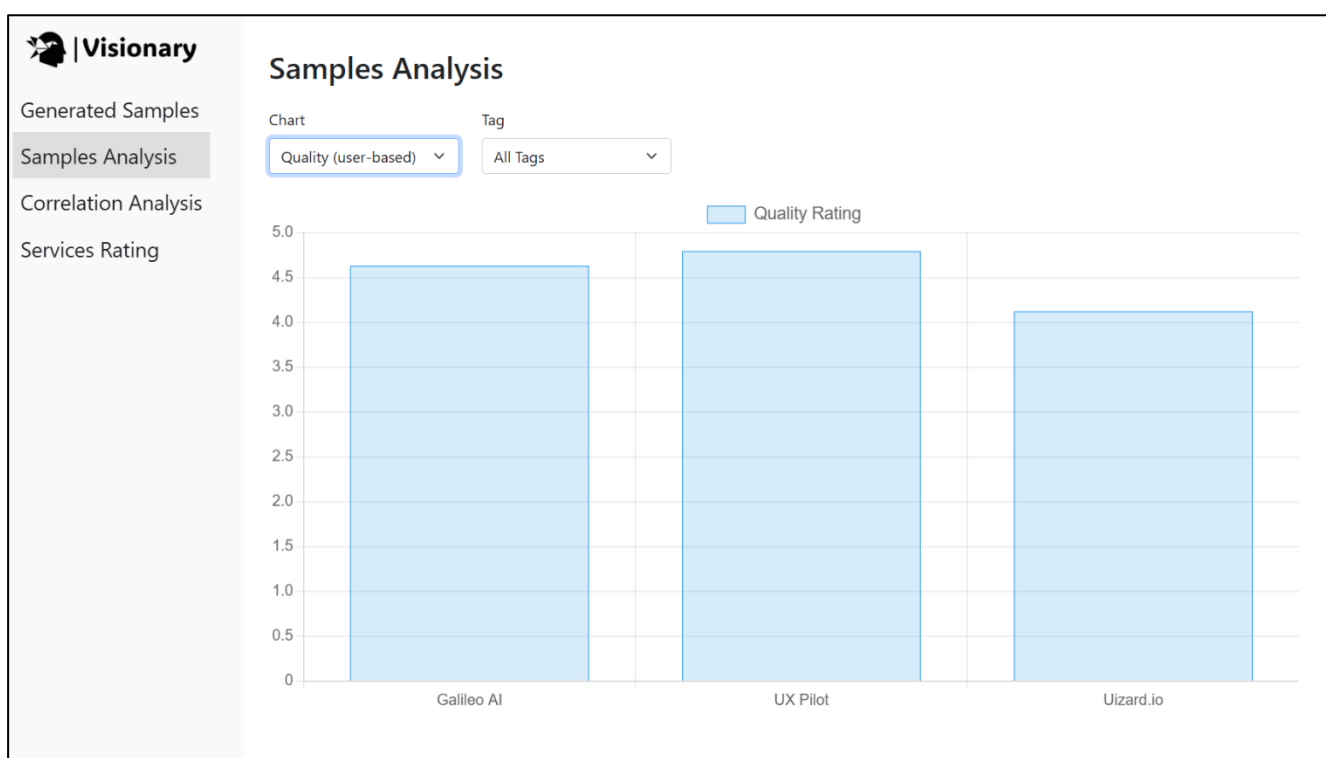 |Visionary
Generated Samples
Samples Analysis
Correlation Analysis
Services Rating
Samples Analysis
Chart Tag
Quality (user-based) All Tags
Quality Rating
5.0
4.5
4.0
3.5
3.0
2.5
2.0
1.5
1.0
0.5
0
Galileo AI UX Pilot Uizard.io